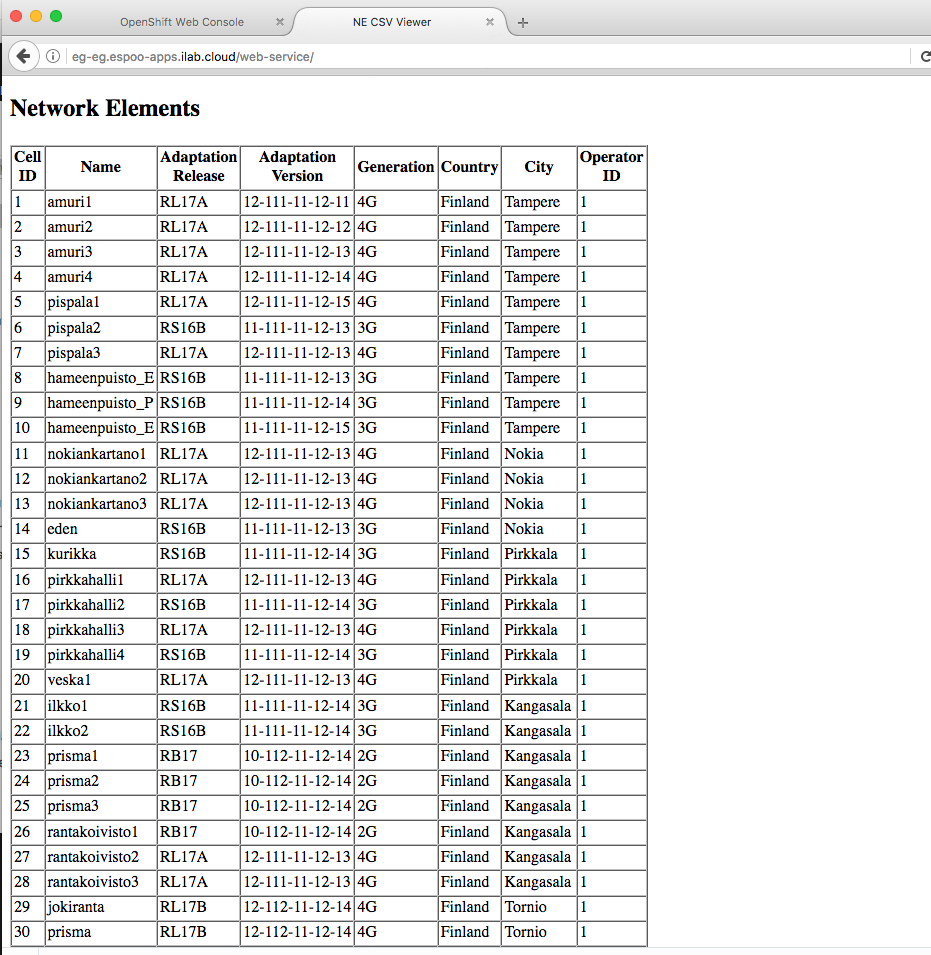 OpenShift Web Console
NE CSV Viewer
eg-eg.espoo-apps.ilab.cloud/web-service/
Network Elements
Cell ID Name Adaptation Release Adaptation Version Generation Country City Operator ID
1 amuri1 RL17A 12-111-11-12-11 4G Finland Tampere 1
2 amuri2 RL17A 12-111-11-12-12 4G Finland Tampere 1
3 amuri3 RL17A 12-111-11-12-13 4G Finland Tampere 1
4 amuri4 RL17A 12-111-11-12-14 4G Finland Tampere 1
5 pispala1 RL17A 12-111-11-12-15 4G Finland Tampere 1
6 pispala2 RS16B 11-111-11-12-13 3G Finland Tampere 1
7 pispala3 RL17A 12-111-11-12-13 4G Finland Tampere 1
8 hameenpuisto_E RS16B 11-111-11-12-13 3G Finland Tampere 1
9 hameenpuisto_P RS16B 11-111-11-12-14 3G Finland Tampere 1
10 hameenpuisto_E RS16B 11-111-11-12-15 3G Finland Tampere 1
11 nokiankartano1 RL17A 12-111-11-12-13 4G Finland Nokia 1
12 nokiankartano2 RL17A 12-111-11-12-13 4G Finland Nokia 1
13 nokiankartano3 RL17A 12-111-11-12-13 4G Finland Nokia 1
14 eden RS16B 11-111-11-12-13 3G Finland Nokia 1
15 kurikka RS16B 11-111-11-12-14 3G Finland Pirkkala 1
16 pirkkahalli1 RL17A 12-111-11-12-13 4G Finland Pirkkala 1
17 pirkkahalli2 RS16B 11-111-11-12-14 3G Finland Pirkkala 1
18 pirkkahalli3 RL17A 12-111-11-12-13 4G Finland Pirkkala 1
19 pirkkahalli4 RS16B 11-111-11-12-14 3G Finland Pirkkala 1
20 veska1 RL17A 12-111-11-12-13 4G Finland Pirkkala 1
21 ilkko1 RS16B 11-111-11-12-14 3G Finland Kangasala 1
22 ilkko2 RS16B 11-111-11-12-14 3G Finland Kangasala 1
23 prisma1 RB17 10-112-11-12-14 2G Finland Kangasala 1
24 prisma2 RB17 10-112-11-12-14 2G Finland Kangasala 1
25 prisma3 RB17 10-112-11-12-14 2G Finland Kangasala 1
26 rantakoivisto1 RB17 10-112-11-12-14 2G Finland Kangasala 1
27 rantakoivisto2 RL17A 12-111-11-12-13 4G Finland Kangasala 1
28 rantakoivisto3 RL17A 12-111-11-12-13 4G Finland Kangasala 1
29 jokiranta RL17B 12-112-11-12-14 4G Finland Tornio 1
30 prisma RL17B 12-112-11-12-14 4G Finland Tornio 1